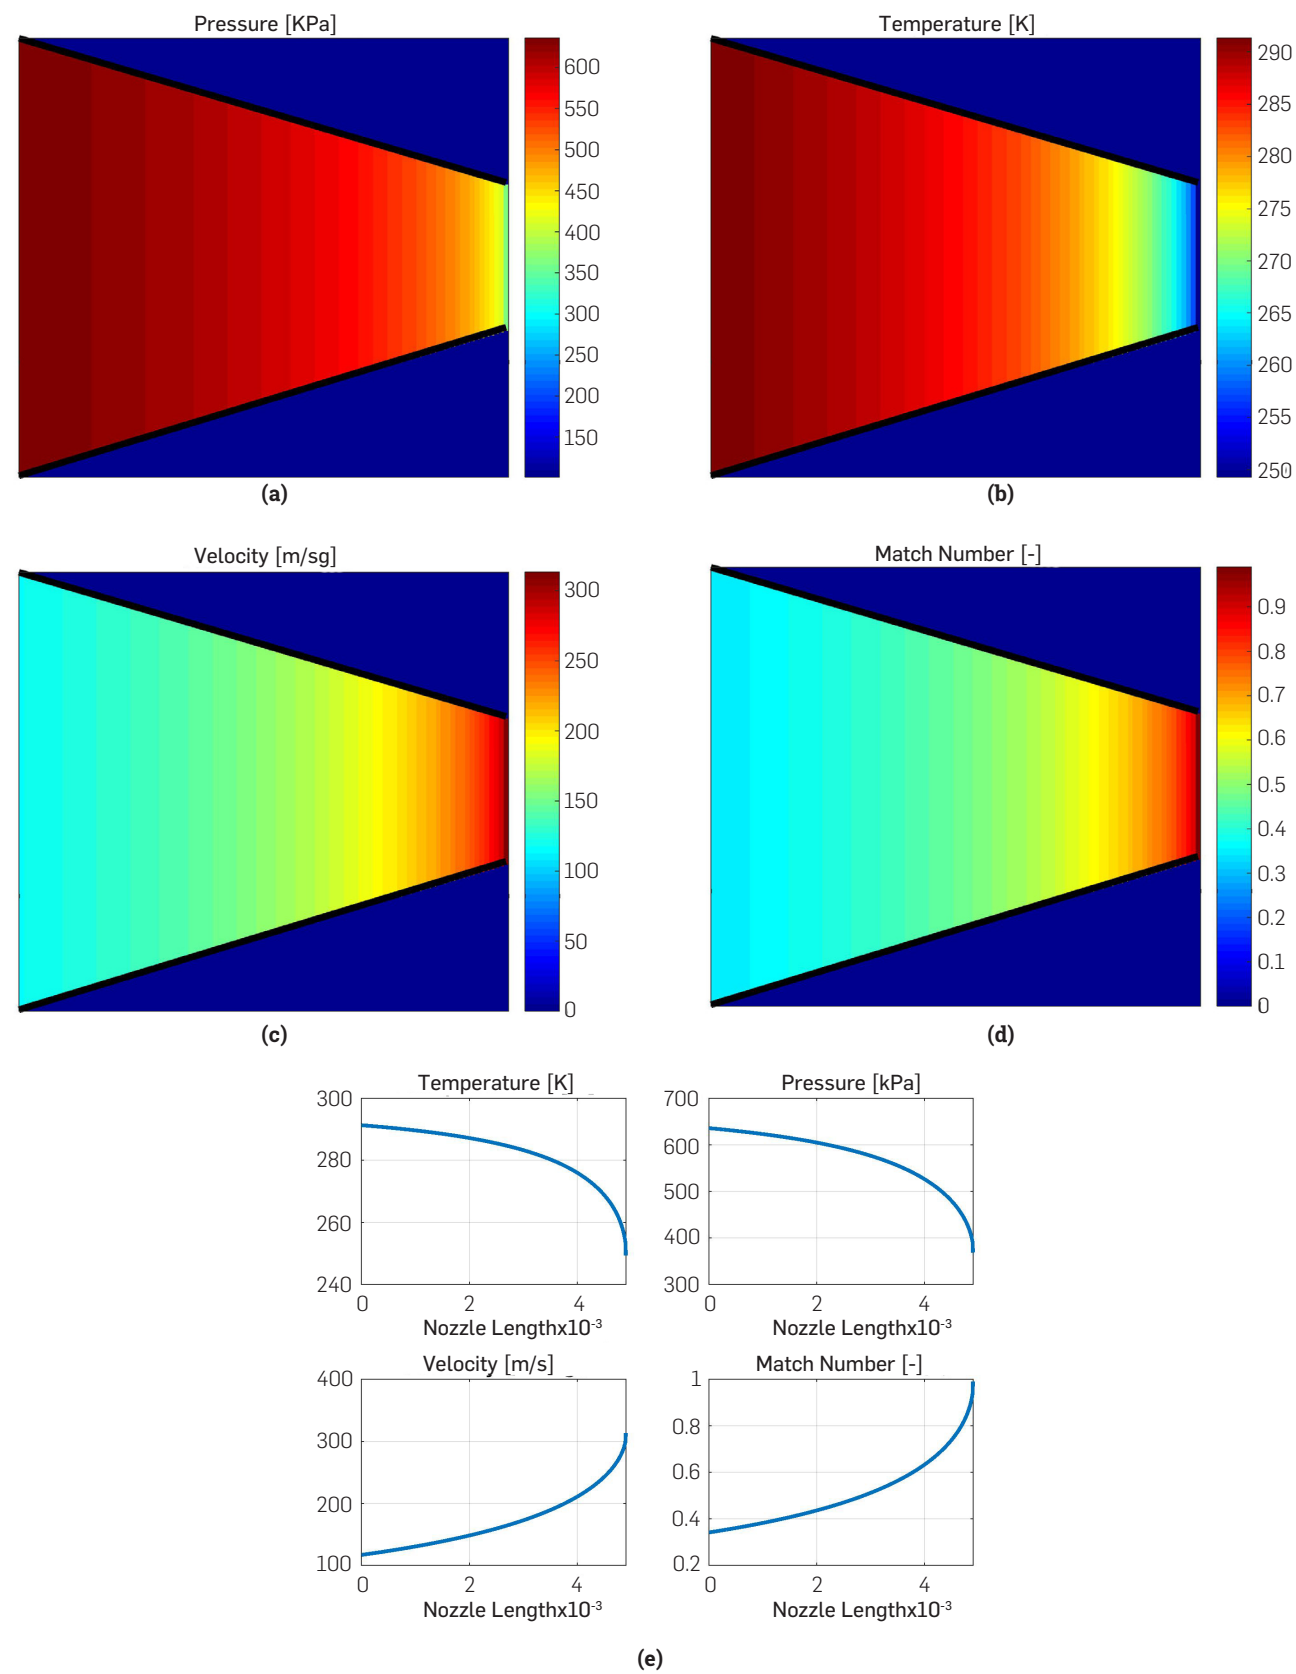 Pressure [KPa]
600
550
500
450
400
350
300
250
200
150
(a)
Temperature [K]
290
285
280
275
270
265
260
255
250
(b)
Velocity [m/sg]
300
250
200
150
100
50
0
(c)
Match Number [-]
0.9
0.8
0.7
0.6
0.5
0.4
0.3
0.2
0.1
0
(d)
Temperature [K]
300
280
260
240
0 2 4
Nozzle Lengthx10-3
Pressure [kPa]
700
600
500
400
300
0 2 4
Nozzle Lengthx10-3
Velocity [m/s]
400
300
200
100
0 2 4
Nozzle Lengthx10-3
Match Number [-]
1
0.8
0.6
0.4
0.2
0 2 4
Nozzle Lengthx10-3
(e)